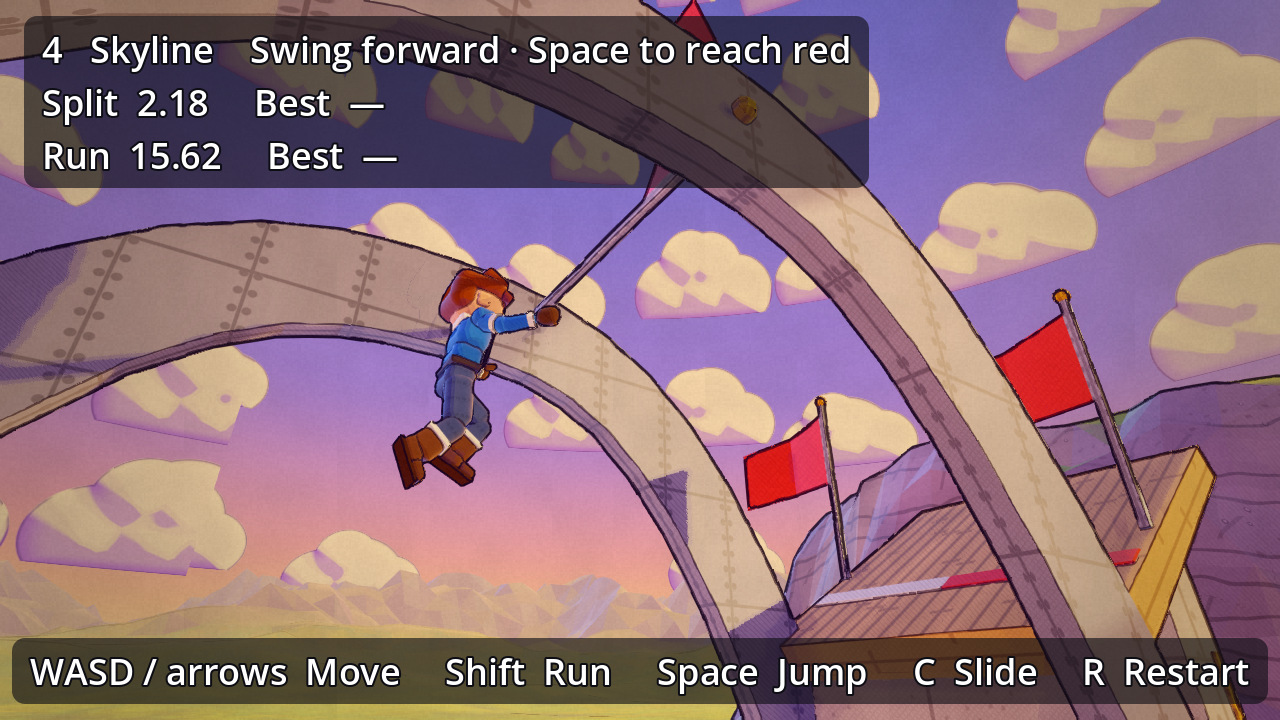 4 Skyline Swing forward · Space to reach red
Split 2.18 Best —
Run 15.62 Best —
WASD / arrows Move Shift Run Space Jump C Slide R Restart